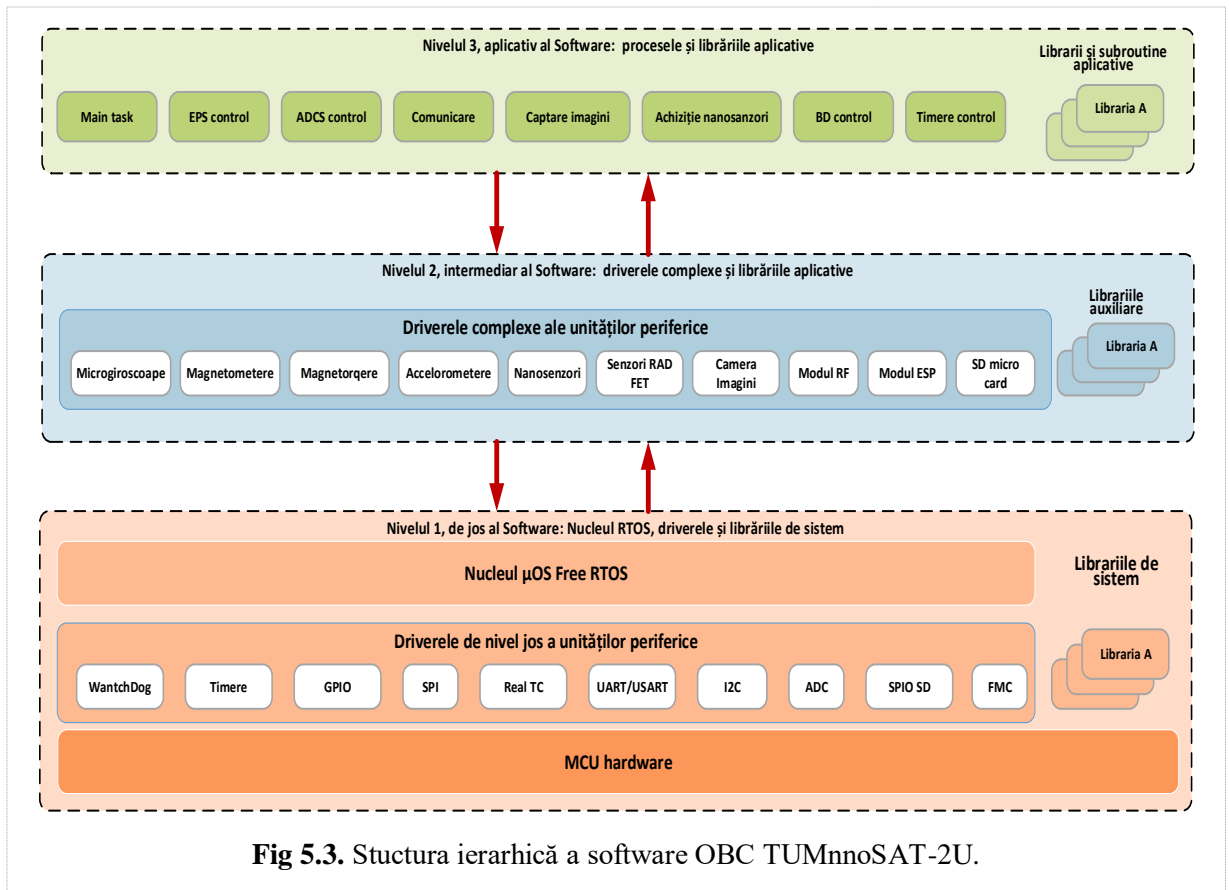 Nivelul 3, aplicativ al Software: procesele și librăriile aplicative
Librarii și subroutine
aplicative
Main task
EPS control
ADCS control
Comunicare
Captare imagini
Achiziție nanosanzori
BD control
Timere control
Libraria A
Nivelul 2, intermediar al Software: driverele complexe și librăriile aplicative
Librariile
auxiliare
Driverele complexe ale unităților periferice
Microgiroscoape
Magnetometere
Magnetorqere
Accelorometere
Nanosenzori
Senzori RAD
FET
Camera
Imagini
Modul RF
Modul ESP
SD micro
card
Libraria A
Nivelul 1, de jos al Software: Nucleul RTOS, driverele și librăriile de sistem
Nucleul µOS Free RTOS
Librariile de
sistem
Driverele de nivel jos a unităților periferice
WantchDog
Timere
GPIO
SPI
Real TC
UART/USART
I2C
ADC
SPIO SD
FMC
Libraria A
MCU hardware
Fig 5.3. Stuctura ierarhică a software OBC TUMnnoSAT-2U.